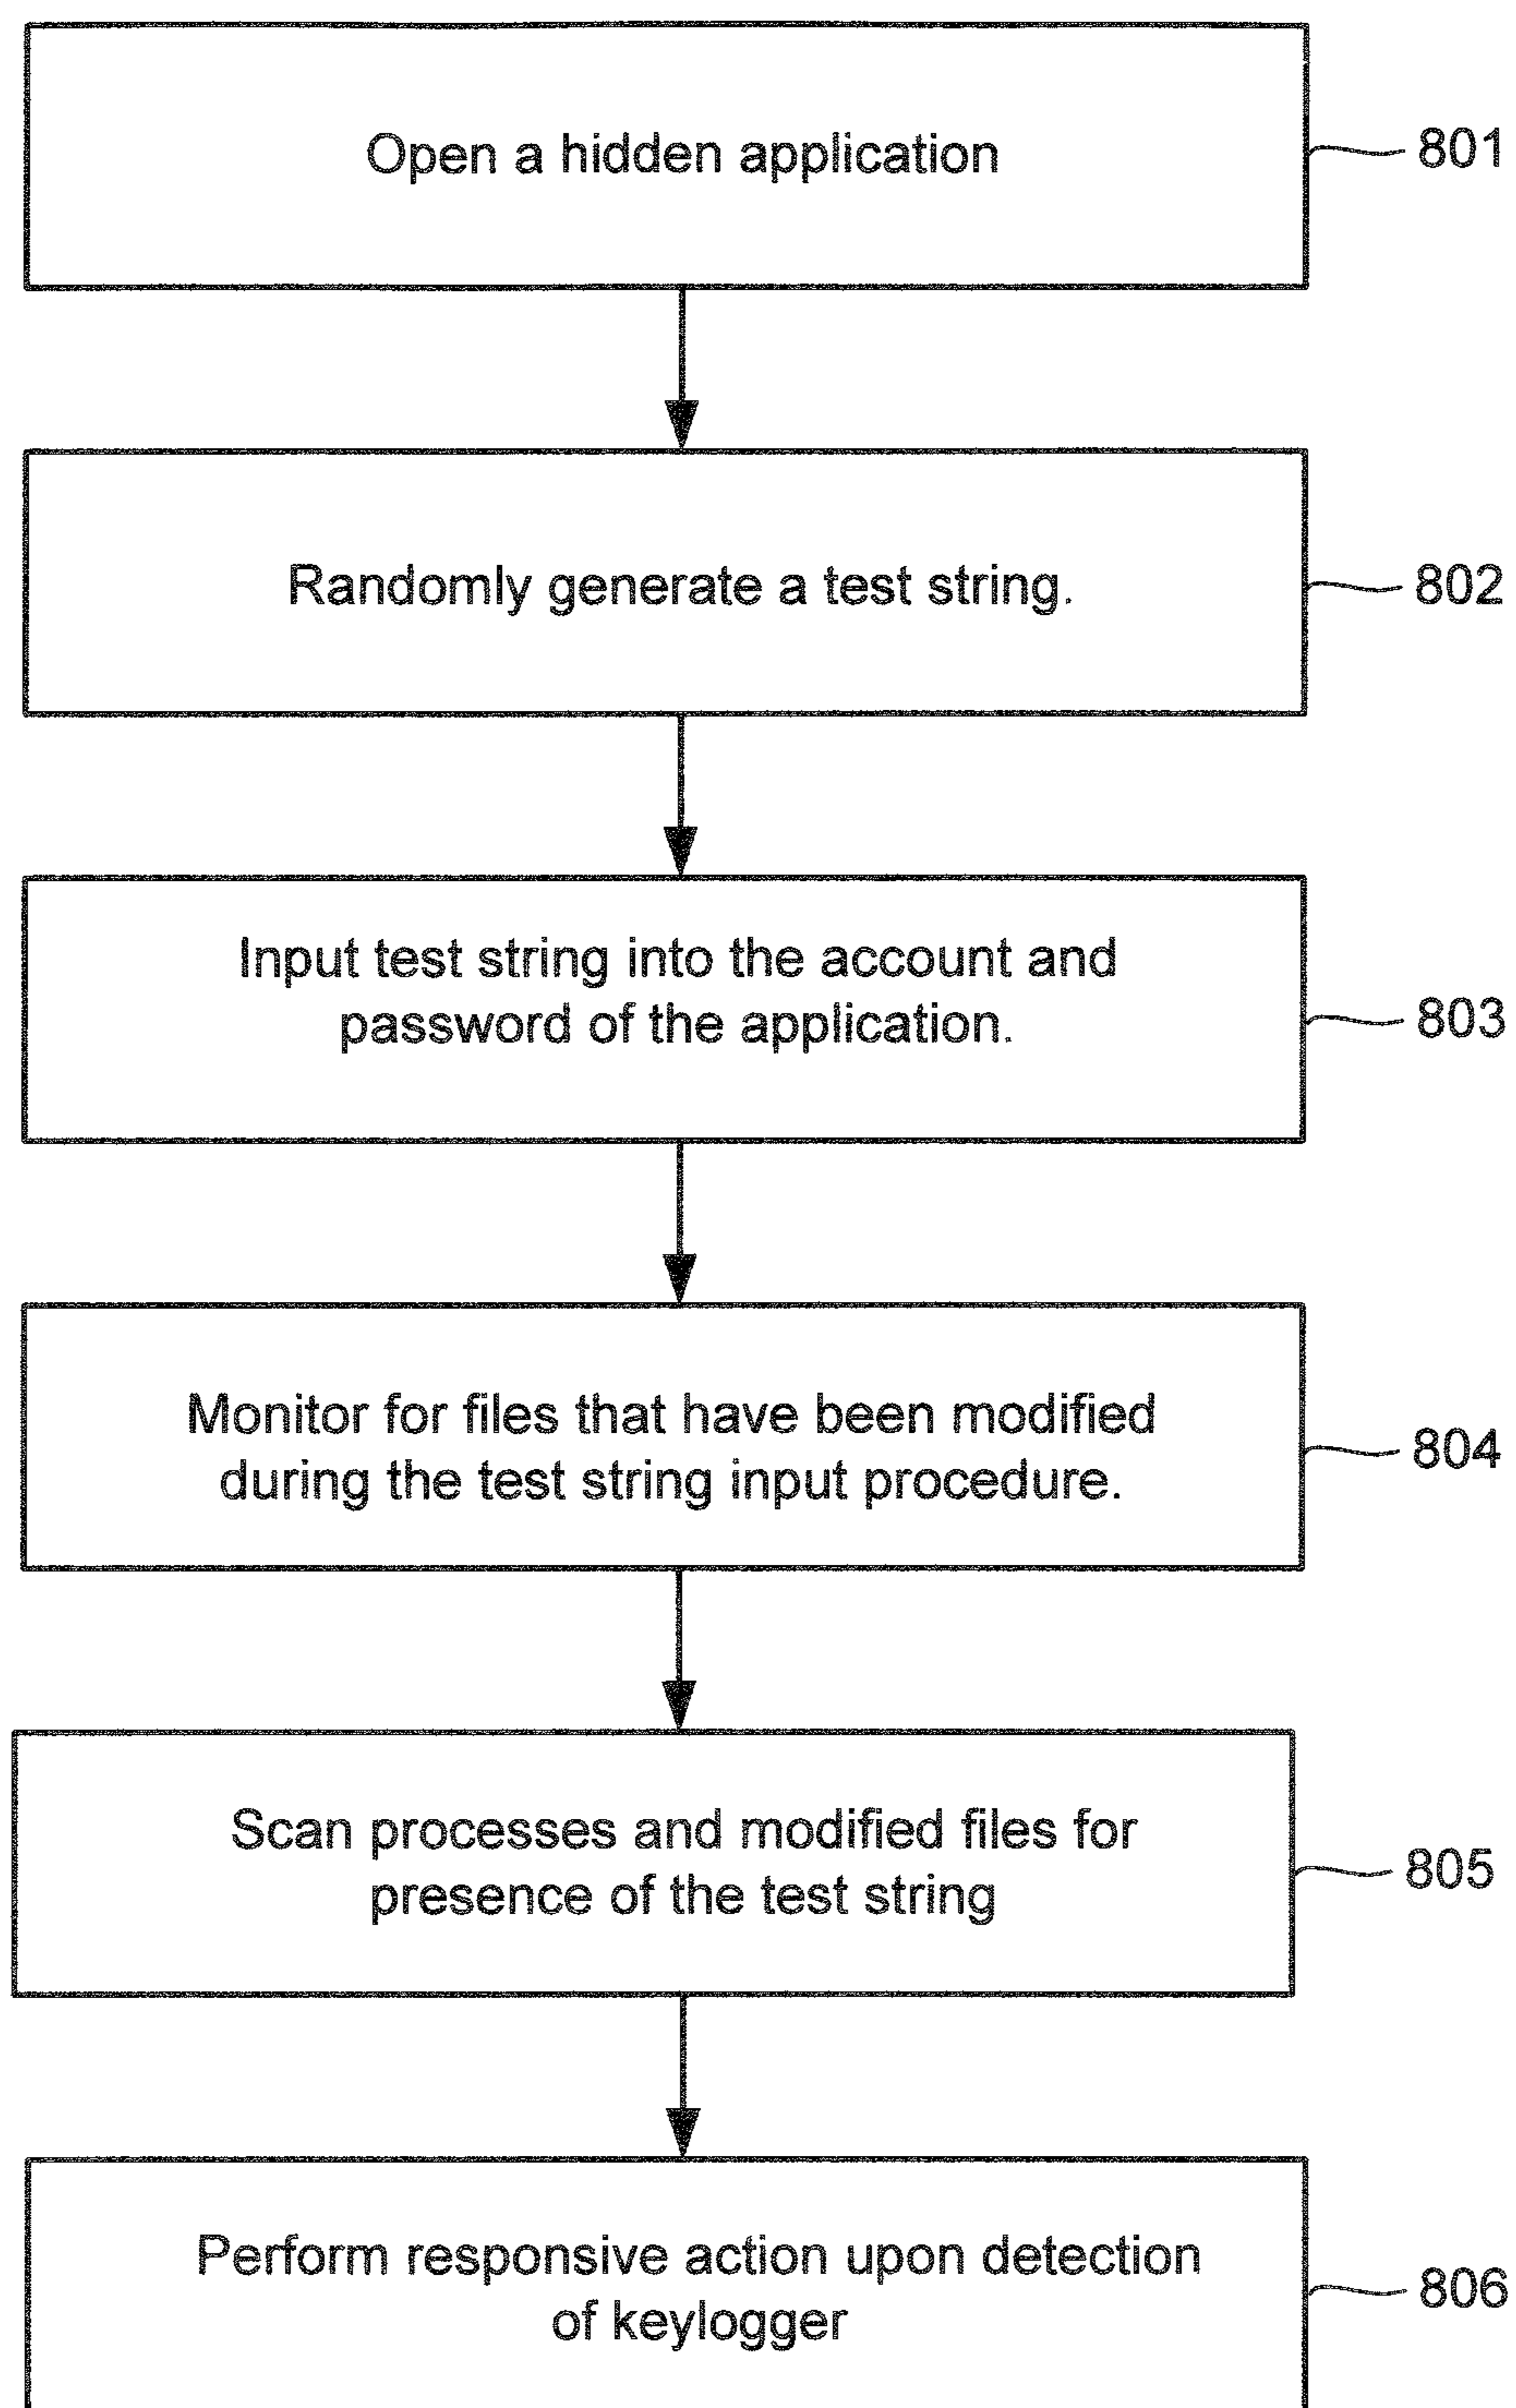 Open a hidden application
801
Randomly generate a test string.
802
Input test string into the account and
password of the application.
803
Monitor for files that have been modified
during the test string input procedure.
804
Scan processes and modified files for
presence of the test string
805
Perform responsive action upon detection
of keylogger
806